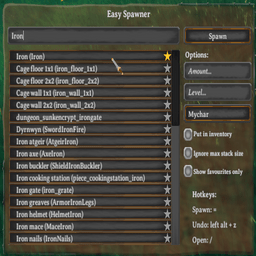 Easy Spawner
Iron
Spawn
Iron (Iron)
Cage floor 1x1 (iron_floor_1x1)
Cage floor 2x2 (iron_floor_2x2)
Cage wall 1x1 (iron_wall_1x1)
Cage wall 2x2 (iron_wall_2x2)
dungeon_sunkencrypt_irongate
Dyrnwyn (SwordIronFire)
Iron atgeir (AtgeirIron)
Iron axe (AxeIron)
Iron buckler (ShieldIronBuckler)
Iron cooking station (piece_cookingstation_iron)
Iron gate (iron_grate)
Iron greaves (ArmorIronLegs)
Iron helmet (HelmetIron)
Iron mace (MaceIron)
Iron nails (IronNails)
Options:
Amount...
Level...
Mychar
Put in inventory
Ignore max stack size
Show favourites only
Hotkeys:
Spawn: =
Undo: left alt + z
Open: /